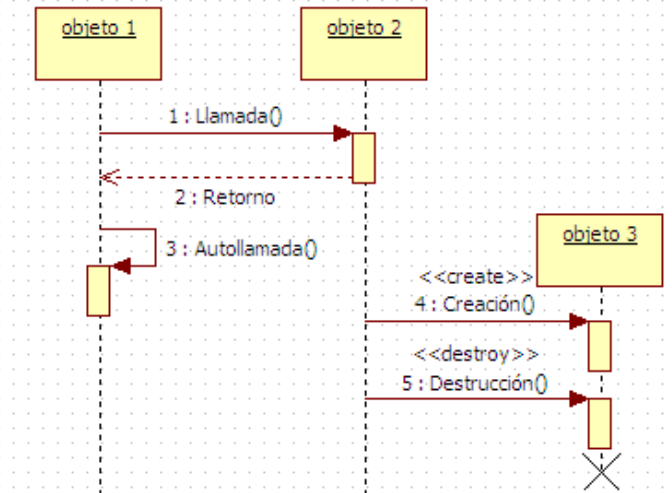 objeto 1
objeto 2
1 : Llamada()
2 : Retorno
3 : Autollamada()
objeto 3
<<create>>
4 : Creación()
<<destroy>>
5 : Destrucción()